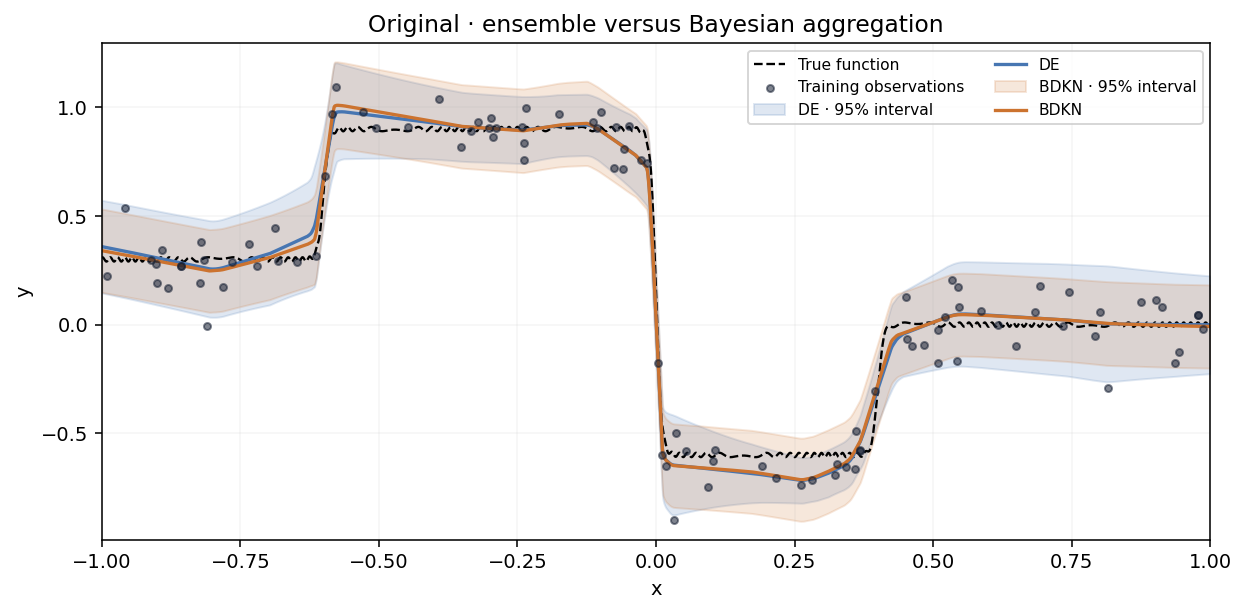 Original · ensemble versus Bayesian aggregation
True function
Training observations
DE · 95% interval
DE
BDKN · 95% interval
BDKN
1.0
0.5
0.0
−0.5
y
−1.00 −0.75 −0.50 −0.25 0.00 0.25 0.50 0.75 1.00
x